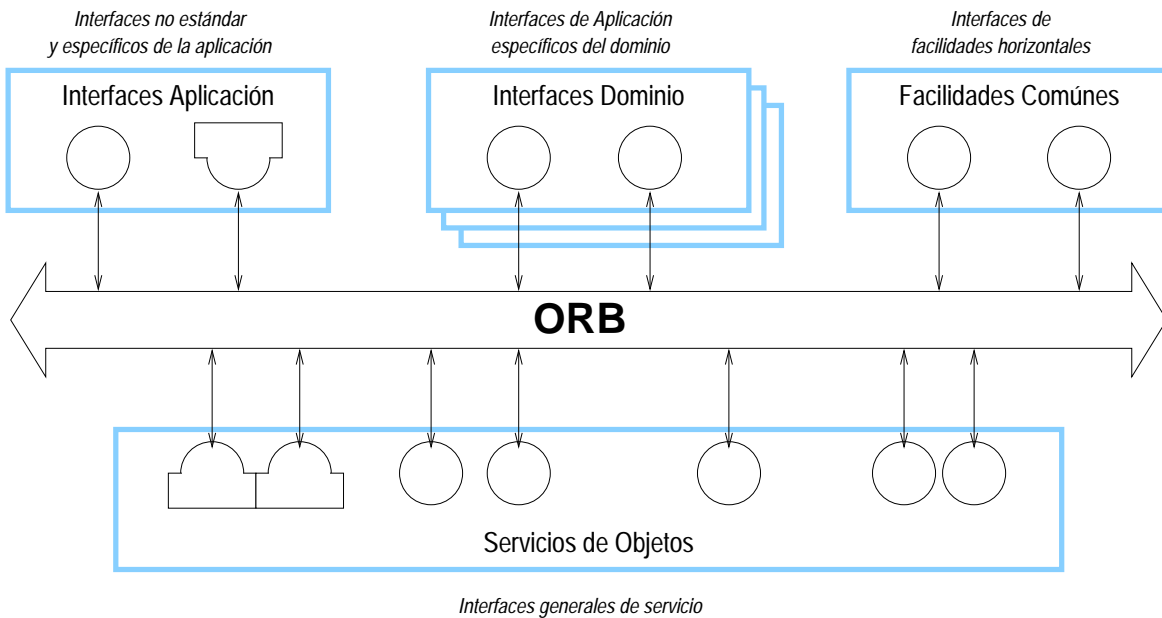 Interfaces no estándar
y específicos de la aplicación
Interfaces de Aplicación
específicos del dominio
Interfaces de
facilidades horizontales
Interfaces Aplicación
Interfaces Dominio
Facilidades Comúnes
ORB
Servicios de Objetos
Interfaces generales de servicio